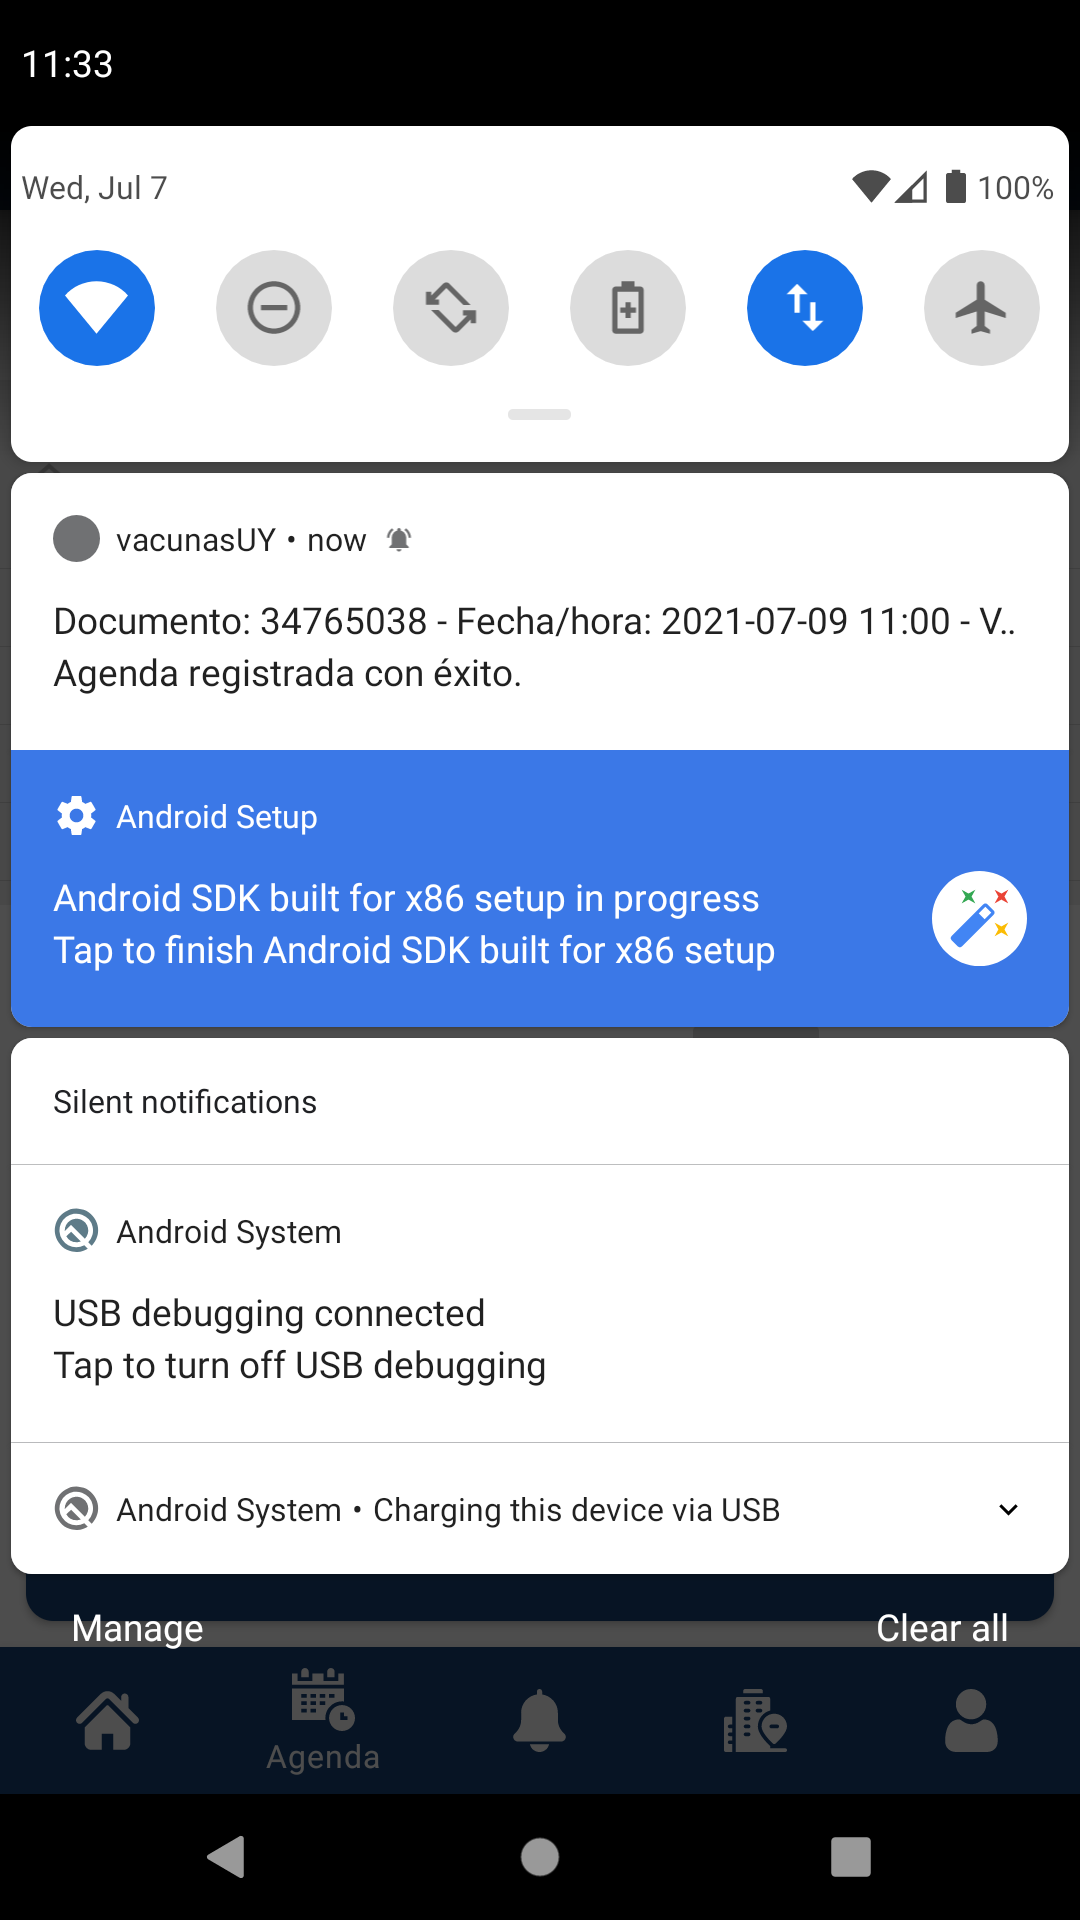 11:33
Wed, Jul 7
100%
vacunasUY • now
Documento: 34765038 - Fecha/hora: 2021-07-09 11:00 - V..
Agenda registrada con éxito.
Android Setup
Android SDK built for x86 setup in progress
Tap to finish Android SDK built for x86 setup
Silent notifications
Android System
USB debugging connected
Tap to turn off USB debugging
Android System • Charging this device via USB
Manage
Clear all
Agenda